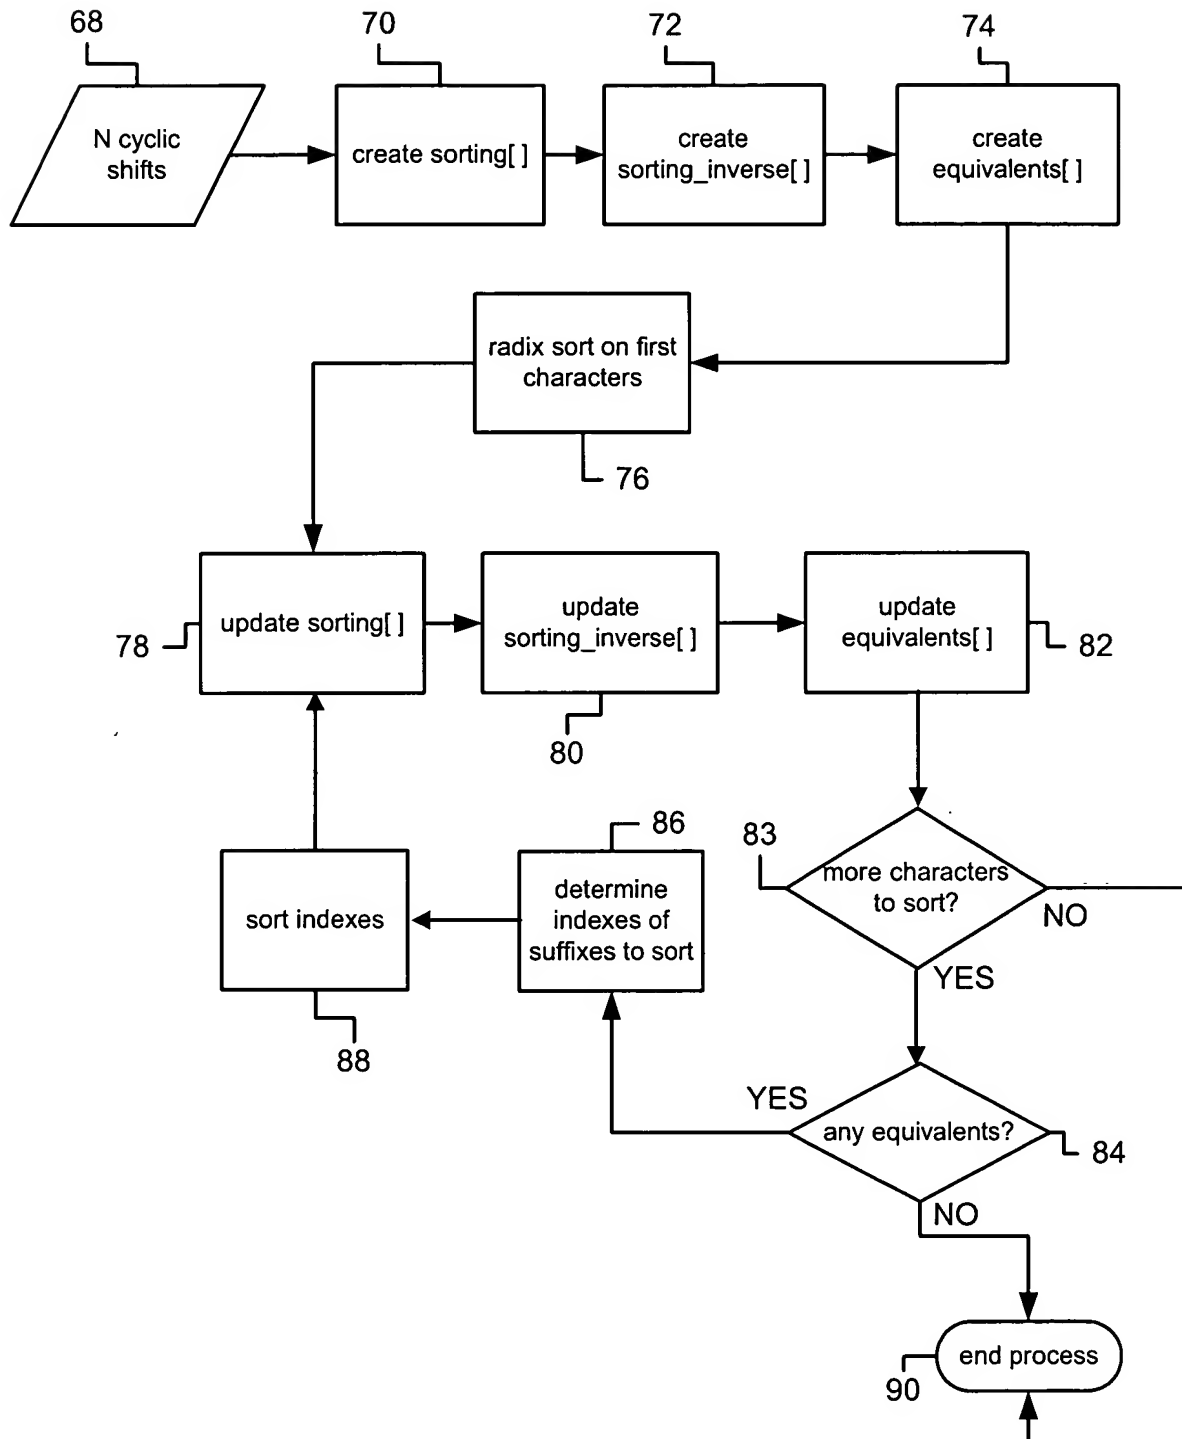 68
70
72
74
N cyclic
shifts
create sorting[ ]
create
sorting_inverse[ ]
create
equivalents[ ]
radix sort on first
characters
76
update sorting[ ]
update
sorting_inverse[ ]
update
equivalents[ ]
78
80
82
83
86
more characters
to sort?
NO
YES
determine
indexes of
suffixes to sort
sort indexes
88
YES
any equivalents?
84
NO
end process
90